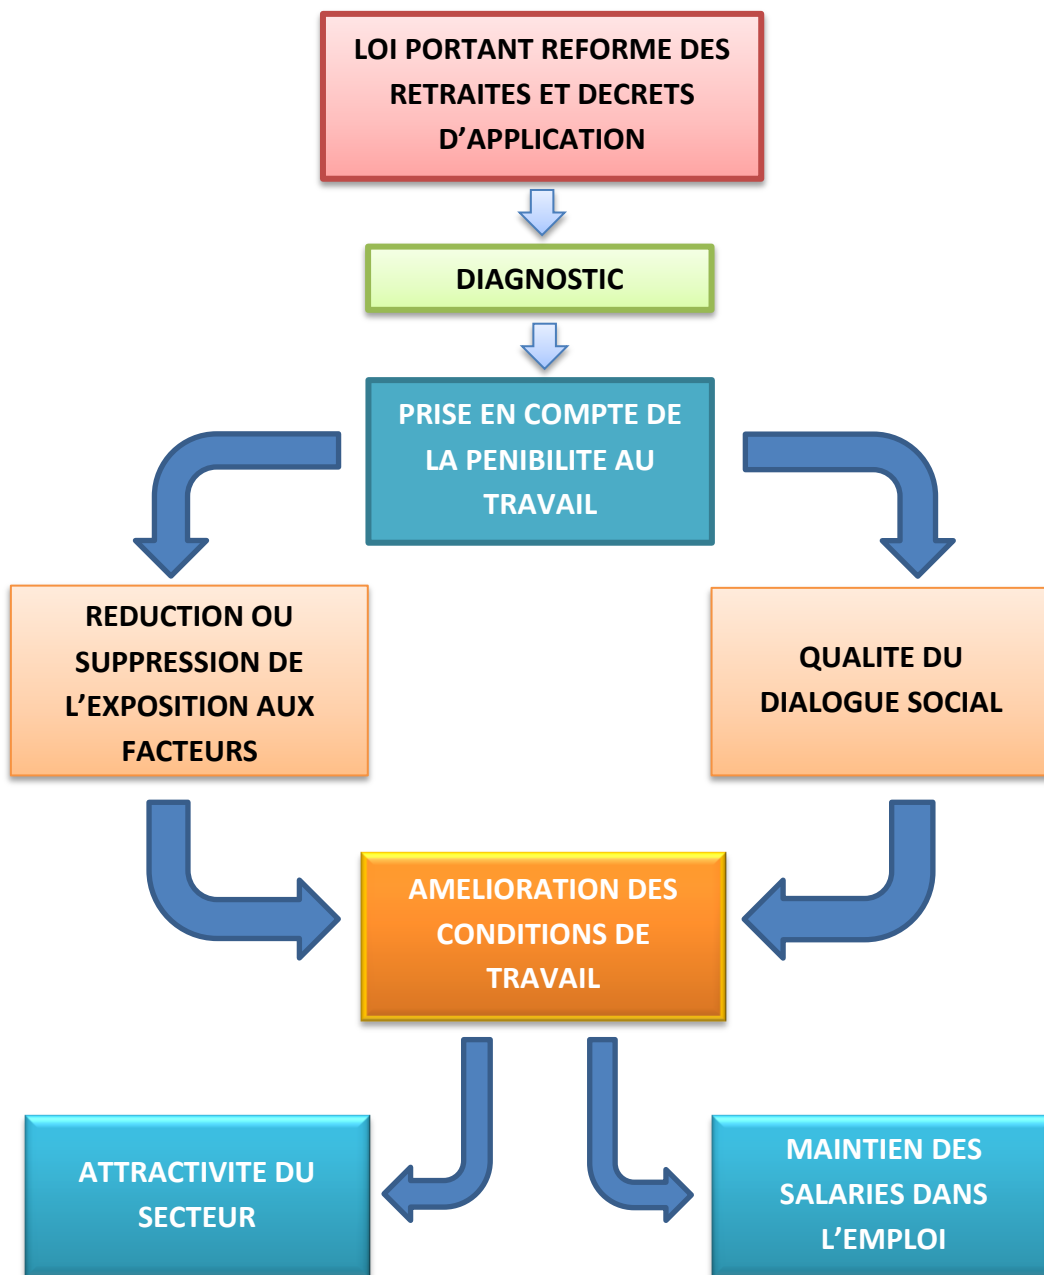 LOI PORTANT REFORME DES
RETRAITES ET DECRETS
D’APPLICATION
DIAGNOSTIC
PRISE EN COMPTE DE
LA PENIBILITE AU
TRAVAIL
REDUCTION OU
SUPPRESSION DE
L’EXPOSITION AUX
FACTEURS
QUALITE DU
DIALOGUE SOCIAL
AMELIORATION DES
CONDITIONS DE
TRAVAIL
ATTRACTIVITE DU
SECTEUR
MAINTIEN DES
SALARIES DANS
L’EMPLOI